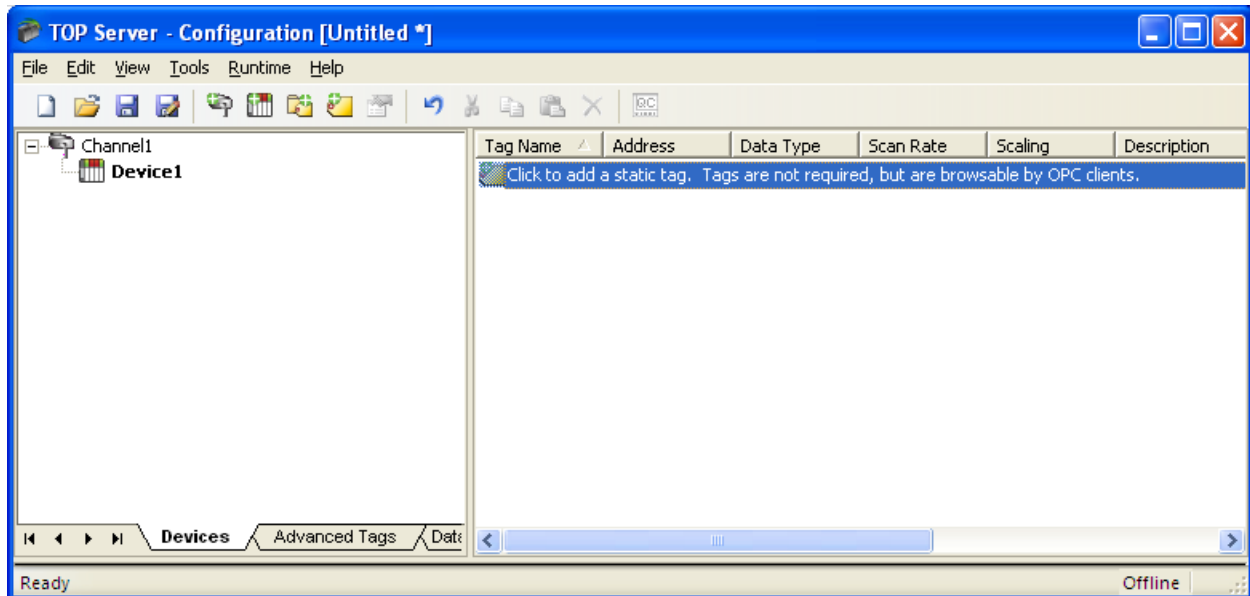 TOP Server - Configuration [Untitled *]
File Edit View Tools Runtime Help
QC
Channel1
Device1
Tag Name Address Data Type Scan Rate Scaling Description
Click to add a static tag. Tags are not required, but are browsable by OPC clients.
Devices Advanced Tags Data
Ready Offline